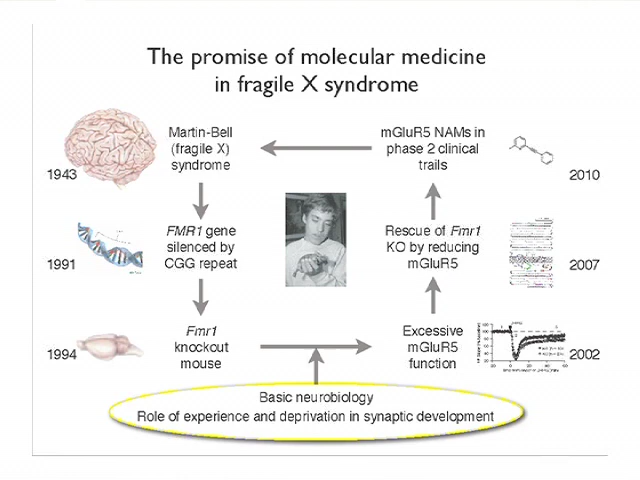 The promise of molecular medicine
in fragile X syndrome
Martin-Bell
(fragile X)
syndrome
1943
mGluR5 NAMs in
phase 2 clinical
trails
2010
FMR1 gene
silenced by
CGG repeat
1991
Rescue of Fmr1
KO by reducing
mGluR5
2007
Fmr1
knockout
mouse
1994
Excessive
mGluR5
function
2002
Basic neurobiology
Role of experience and deprivation in synaptic development